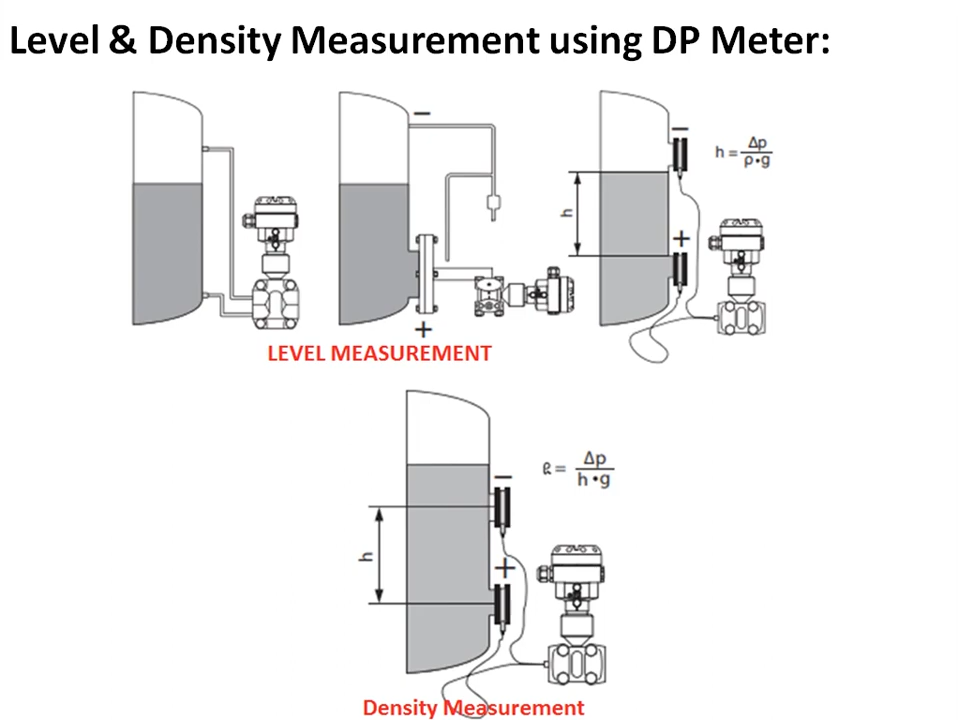 Level & Density Measurement using DP Meter:
−
+
LEVEL MEASUREMENT
−
+
h
h = Δp / ρ•g
h
−
+
ρ = Δp / h•g
Density Measurement